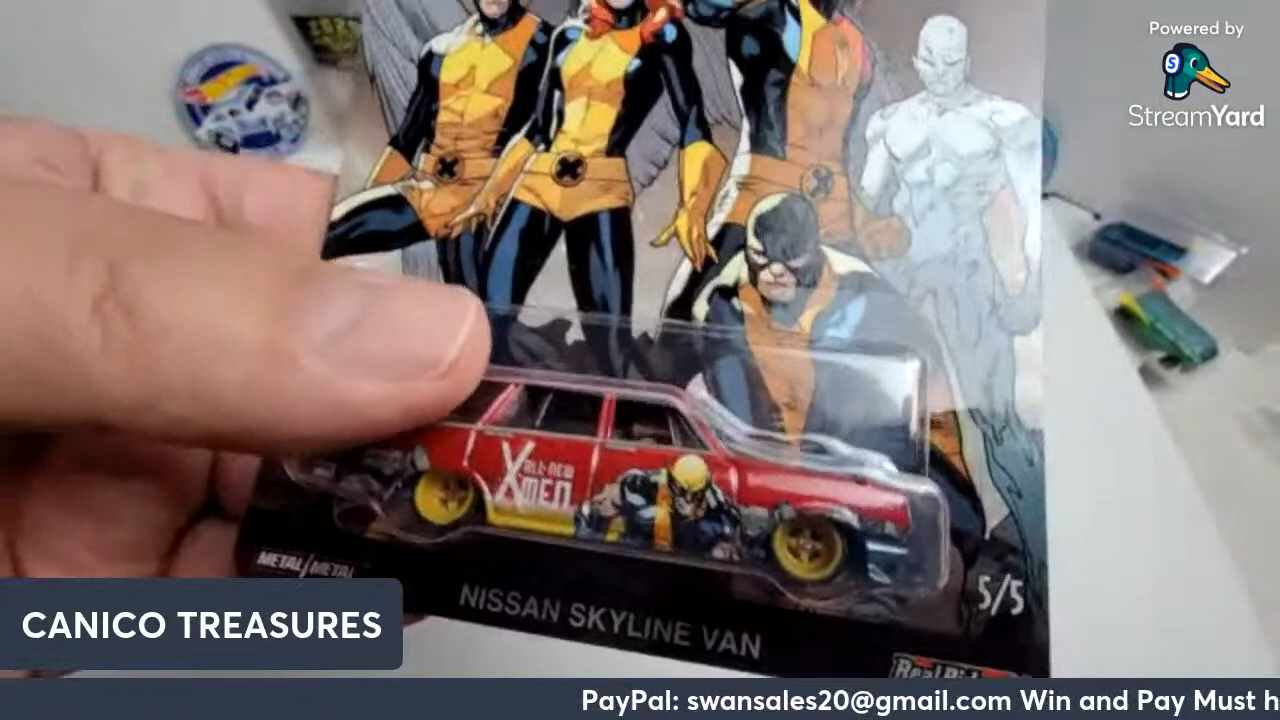 Powered by
StreamYard
ALL-NEW
X-MEN
METAL/METAL
NISSAN SKYLINE VAN
5/5
CANICO TREASURES
PayPal: swansales20@gmail.com Win and Pay Must h